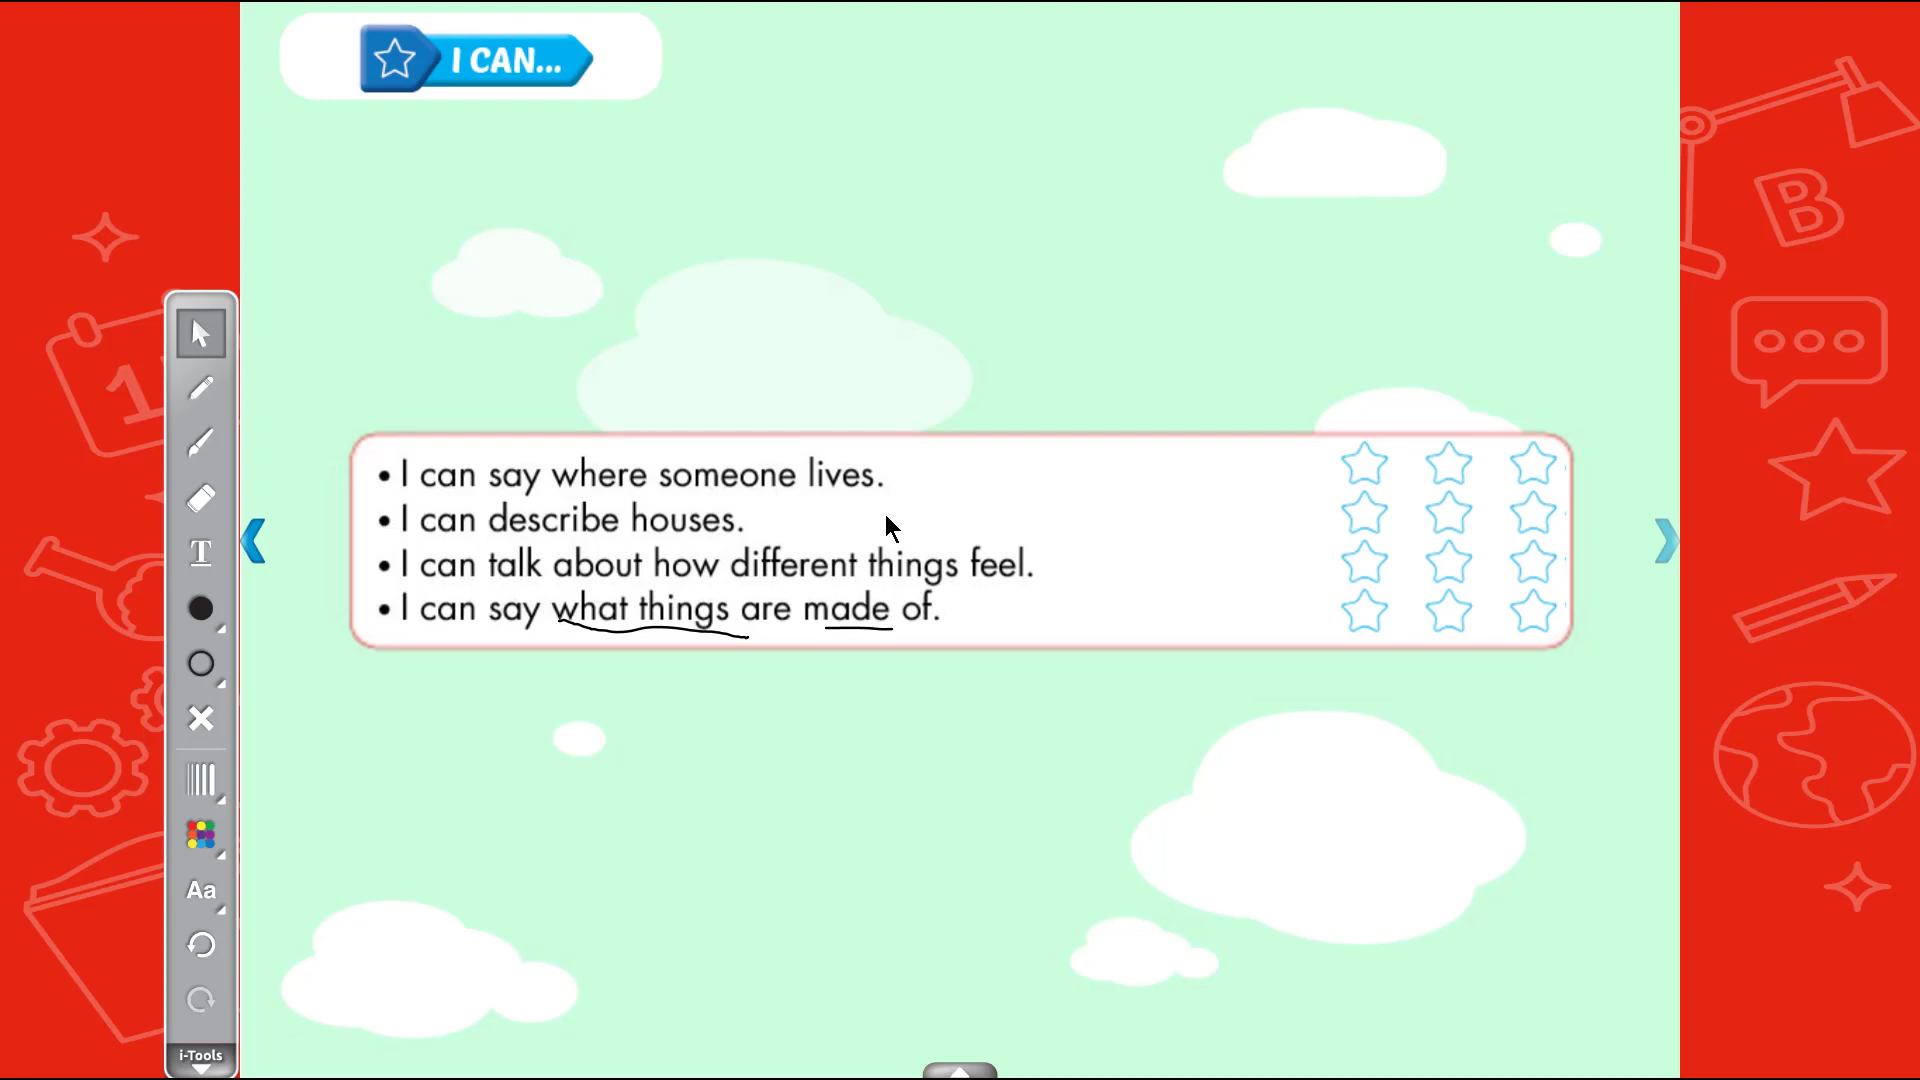 I CAN...
• I can say where someone lives.
• I can describe houses.
• I can talk about how different things feel.
• I can say what things are made of.
1
B
T
Aa
i-Tools